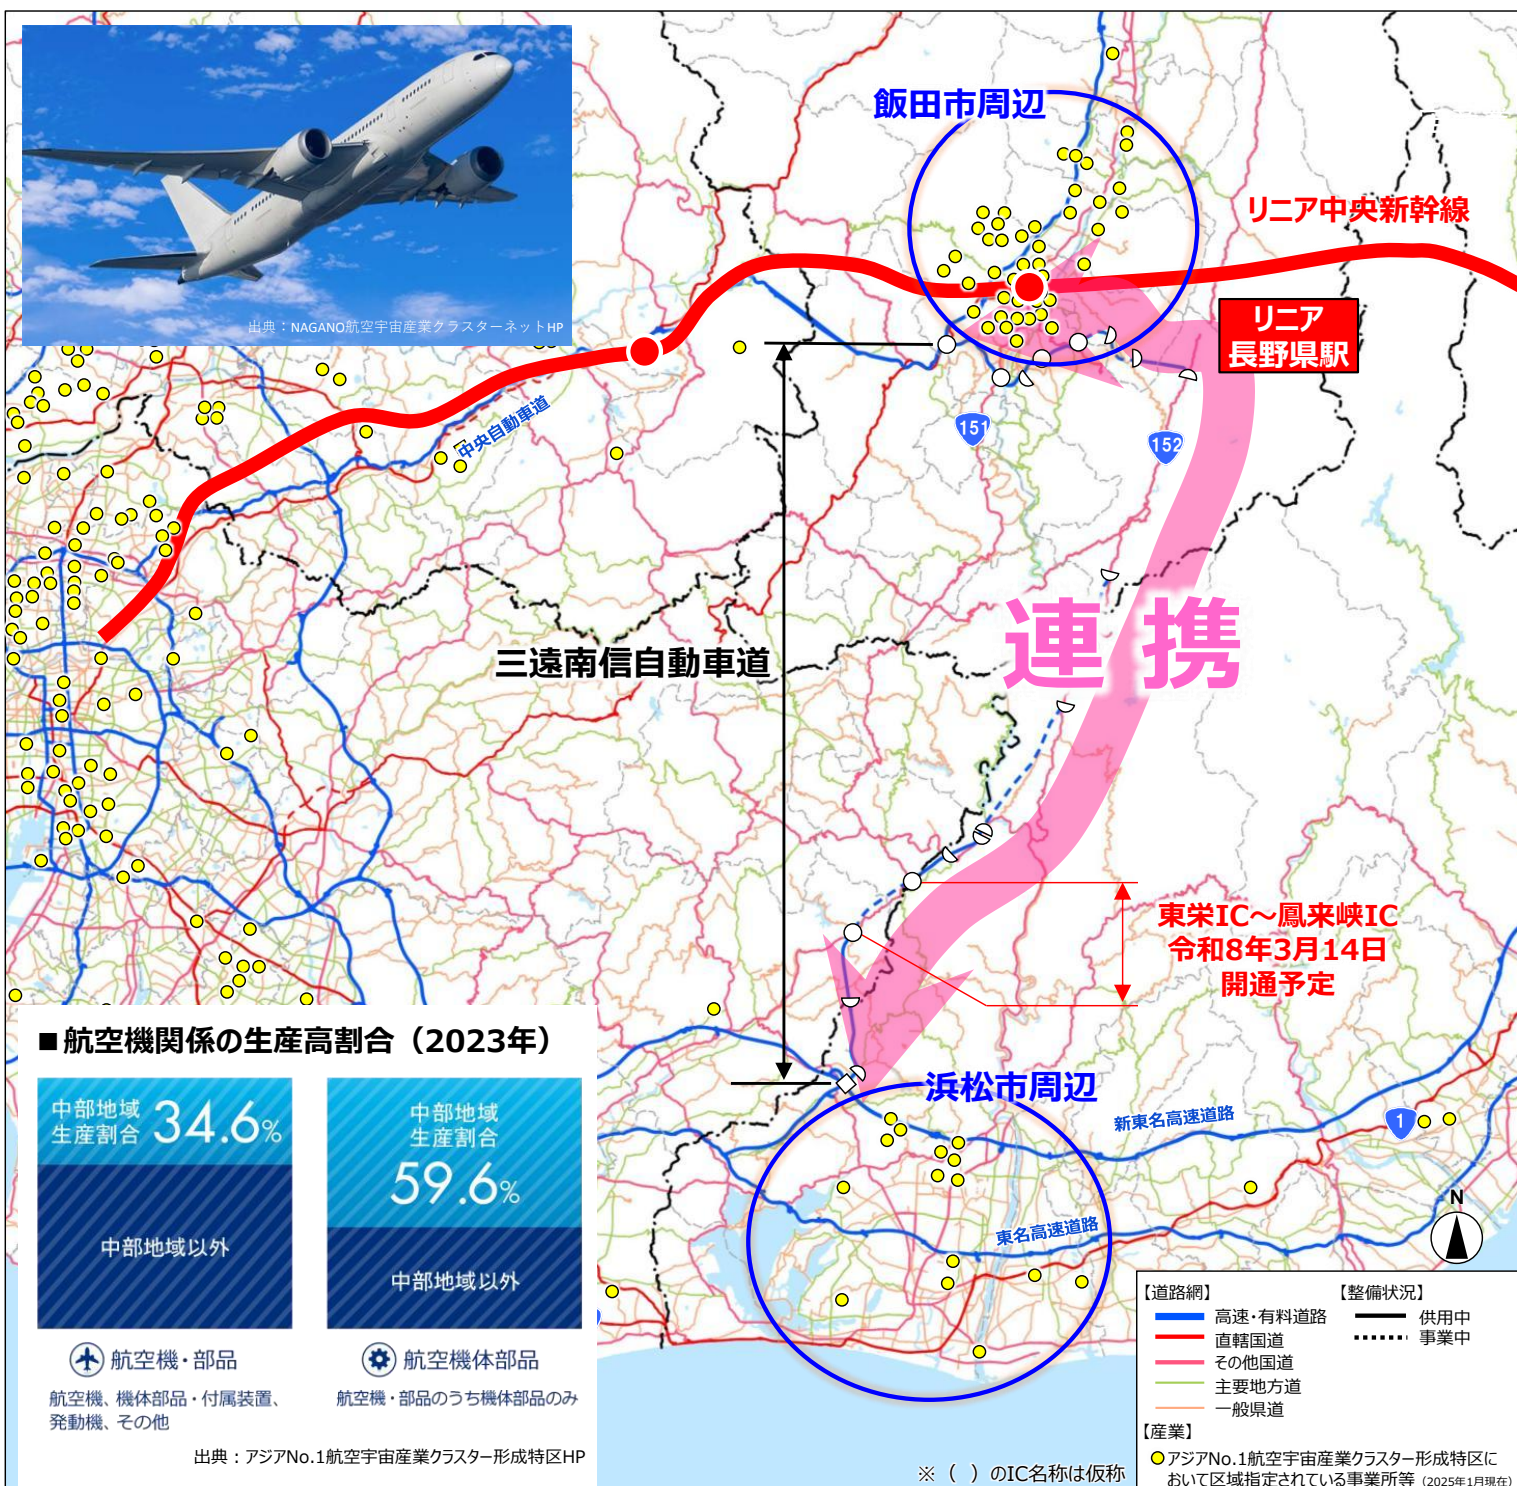 出典：NAGANO航空宇宙産業クラスターネットHP
飯田市周辺
リニア中央新幹線
リニア
長野県駅
中央自動車道
151
152
連携
三遠南信自動車道
東栄IC～鳳来峡IC
令和8年3月14日
開通予定
■航空機関係の生産高割合（2023年）
中部地域
生産割合 34.6%
中部地域以外
航空機・部品
航空機、機体部品・付属装置、
発動機、その他
中部地域
生産割合
59.6%
中部地域以外
航空機体部品
航空機・部品のうち機体部品のみ
出典：アジアNo.1航空宇宙産業クラスター形成特区HP
浜松市周辺
新東名高速道路
1
東名高速道路
N
【道路網】
高速・有料道路
直轄国道
その他国道
主要地方道
一般県道
【整備状況】
供用中
事業中
【産業】
アジアNo.1航空宇宙産業クラスター形成特区に
おいて区域指定されている事業所等（2025年1月現在）
※（ ）のIC名称は仮称